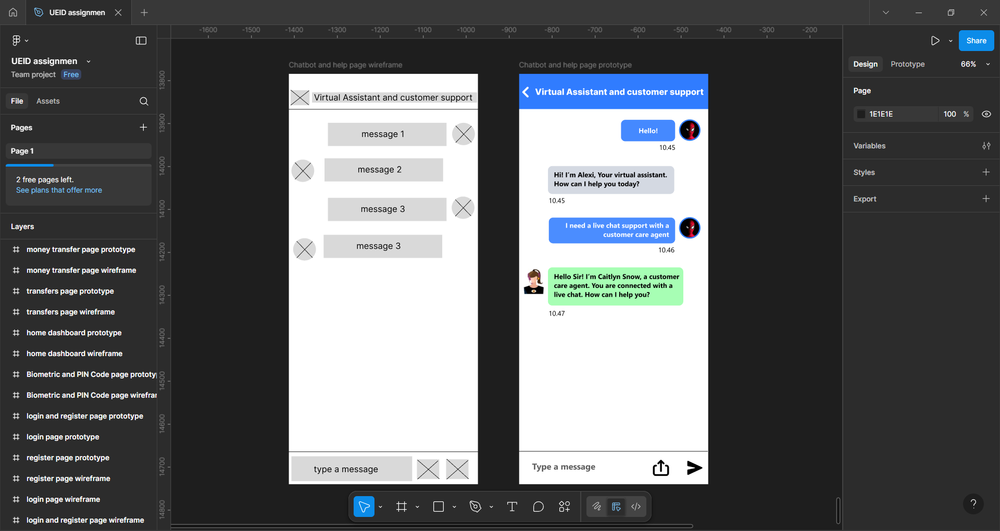 UEID assignmen
UEID assignmen
Team project Free
File Assets
Pages
Page 1
2 free pages left.
See plans that offer more
Layers
money transfer page prototype
money transfer page wireframe
transfers page prototype
transfers page wireframe
home dashboard prototype
home dashboard wireframe
Biometric and PIN Code page prototy
Biometric and PIN Code page wirefra
login and register page prototype
login page prototype
register page prototype
register page wireframe
login page wireframe
login and register page wireframe
-1600 -1500 -1400 -1300 -1200 -1100 -1000 -900 -800 -700 -600 -500 -400 -300 -200
13800
13900
14000
14100
14200
14300
14400
14500
14600
14700
14800
Chatbot and help page wireframe
Virtual Assistant and customer support
message 1
message 2
message 3
message 3
type a message
Chatbot and help page prototype
Virtual Assistant and customer support
Hello!
10.45
Hi! I'm Alexi, Your virtual assistant.
How can I help you today?
10.45
I need a live chat support with a
customer care agent
10.46
Hello Sir! I'm Caitlyn Snow, a customer
care agent. You are connected with a
live chat. How can I help you?
10.47
Type a message
Share
Design Prototype 66%
Page
1E1E1E 100 %
Variables
Styles
Export
?